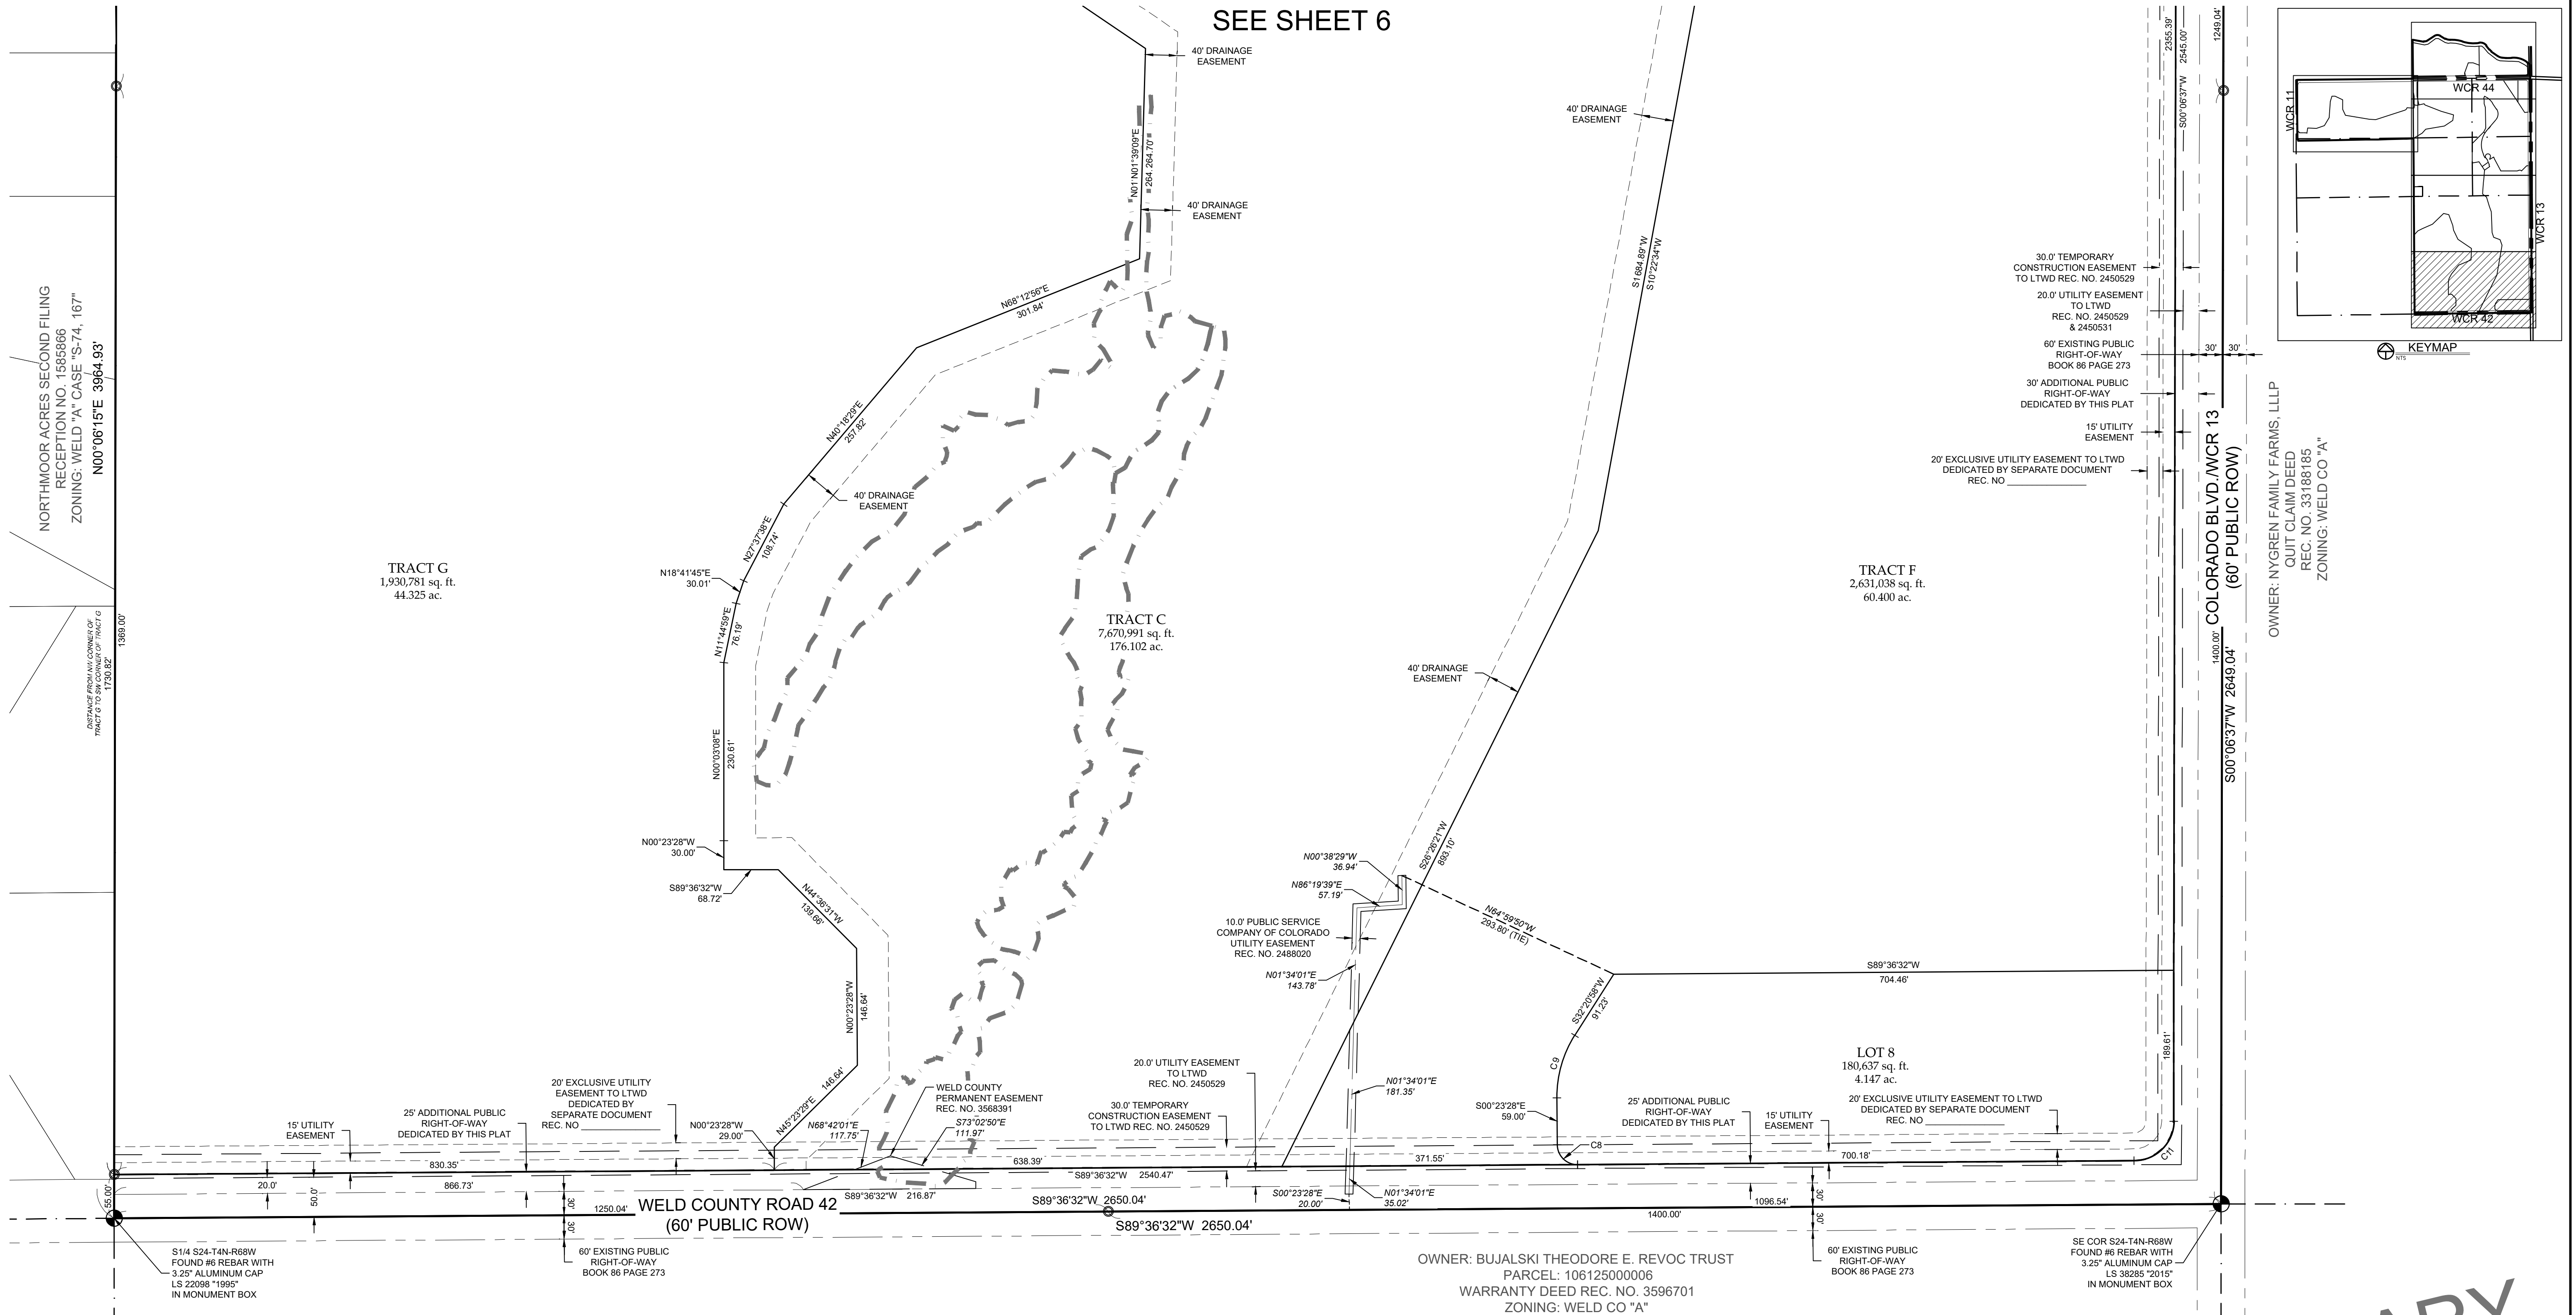 SEE SHEET 6
40' DRAINAGE
EASEMENT
N01°39'09"E
264.70'
40' DRAINAGE
EASEMENT
40' DRAINAGE
EASEMENT
S10°22'34"W
2355.39'
S00°06'37"W 2545.00'
1249.04'
WCR 44
WCR 11
WCR 13
WCR 42
KEYMAP
NTS
30.0' TEMPORARY
CONSTRUCTION EASEMENT
TO LTWD REC. NO. 2450529
20.0' UTILITY EASEMENT
TO LTWD
REC. NO. 2450529
& 2450531
60' EXISTING PUBLIC
RIGHT-OF-WAY
BOOK 86 PAGE 273
30' 30'
30' ADDITIONAL PUBLIC
RIGHT-OF-WAY
DEDICATED BY THIS PLAT
15' UTILITY
EASEMENT
20' EXCLUSIVE UTILITY EASEMENT TO LTWD
DEDICATED BY SEPARATE DOCUMENT
REC. NO ________________
COLORADO BLVD./WCR 13
(60' PUBLIC ROW)
1400.00'
S00°06'37"W 2649.04'
OWNER: NYGREN FAMILY FARMS, LLLP
QUIT CLAIM DEED
REC. NO. 3318185
ZONING: WELD CO "A"
NORTHMOOR ACRES SECOND FILING
RECEPTION NO. 1585866
ZONING: WELD "A" CASE "S-74, 167"
N00°06'15"E 3964.93'
N68°12'56"E
301.84'
N40°18'29"E
257.82'
40' DRAINAGE
EASEMENT
N27°37'38"E
108.74'
N18°41'45"E
30.01'
N11°44'59"E
76.19'
TRACT G
1,930,781 sq. ft.
44.325 ac.
DISTANCE FROM NW CORNER OF
TRACT G TO SW CORNER OF TRACT G
1730.82'
1369.00'
TRACT C
7,670,991 sq. ft.
176.102 ac.
TRACT F
2,631,038 sq. ft.
60.400 ac.
40' DRAINAGE
EASEMENT
N00°03'08"E
230.61'
N00°23'28"W
30.00'
S89°36'32"W
68.72'
N44°36'31"W
139.66'
N00°23'28"W
146.64'
N45°23'29"E
146.64'
S26°26'21"W
893.10'
N00°38'29"W
36.94'
N86°19'39"E
57.19'
10.0' PUBLIC SERVICE
COMPANY OF COLORADO
UTILITY EASEMENT
REC. NO. 2488020
N01°34'01"E
143.78'
N64°59'50"W
293.80' (TIE)
S89°36'32"W
704.46'
S32°20'58"W
91.23'
C9
LOT 8
180,637 sq. ft.
4.147 ac.
189.61'
20' EXCLUSIVE UTILITY
EASEMENT TO LTWD
DEDICATED BY
SEPARATE DOCUMENT
REC. NO ________________
25' ADDITIONAL PUBLIC
RIGHT-OF-WAY
DEDICATED BY THIS PLAT
15' UTILITY
EASEMENT
N00°23'28"W
29.00'
N68°42'01"E
117.75'
WELD COUNTY
PERMANENT EASEMENT
REC. NO. 3568391
S73°02'50"E
111.97'
20.0' UTILITY EASEMENT
TO LTWD
REC. NO. 2450529
30.0' TEMPORARY
CONSTRUCTION EASEMENT
TO LTWD REC. NO. 2450529
N01°34'01"E
181.35'
S00°23'28"E
59.00'
25' ADDITIONAL PUBLIC
RIGHT-OF-WAY
DEDICATED BY THIS PLAT
15' UTILITY
EASEMENT
20' EXCLUSIVE UTILITY EASEMENT TO LTWD
DEDICATED BY SEPARATE DOCUMENT
REC. NO ________________
C8
C11
830.35'
638.39'
371.55'
700.18'
866.73'
S89°36'32"W 2540.47'
20.0'
50.0'
55.00'
30'
30'
S89°36'32"W 216.87'
S00°23'28"E
20.00'
N01°34'01"E
35.02'
1096.54'
30'
30'
1250.04'
WELD COUNTY ROAD 42
(60' PUBLIC ROW)
S89°36'32"W 2650.04'
S89°36'32"W 2650.04'
1400.00'
S1/4 S24-T4N-R68W
FOUND #6 REBAR WITH
3.25" ALUMINUM CAP
LS 22098 "1995"
IN MONUMENT BOX
60' EXISTING PUBLIC
RIGHT-OF-WAY
BOOK 86 PAGE 273
OWNER: BUJALSKI THEODORE E. REVOC TRUST
PARCEL: 106125000006
WARRANTY DEED REC. NO. 3596701
ZONING: WELD CO "A"
60' EXISTING PUBLIC
RIGHT-OF-WAY
BOOK 86 PAGE 273
SE COR S24-T4N-R68W
FOUND #6 REBAR WITH
3.25" ALUMINUM CAP
LS 38285 "2015"
IN MONUMENT BOX